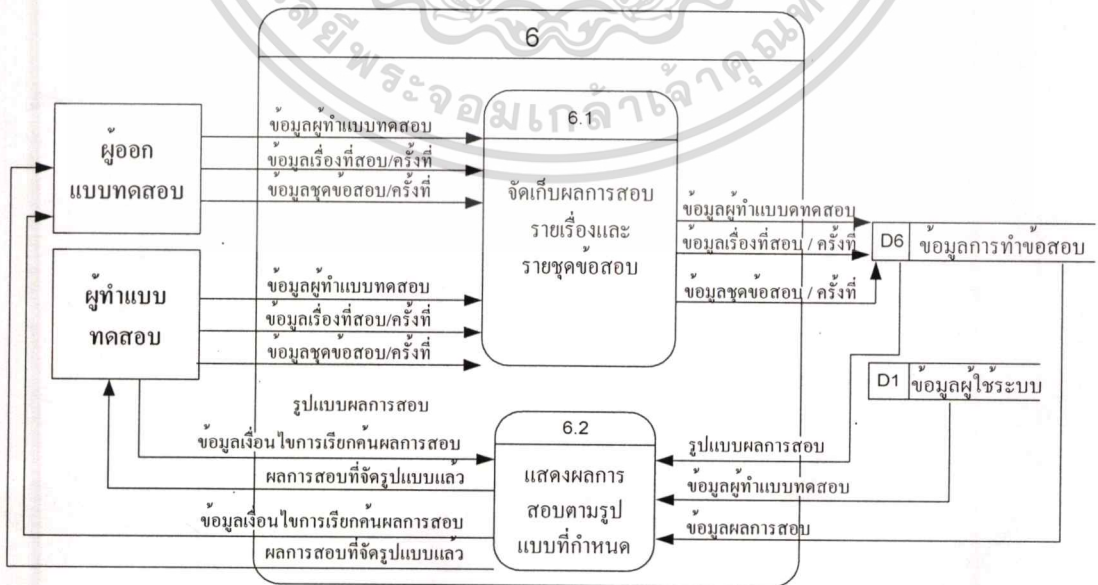 6
ลัยีพระจอมเกล้าเจ้าคุณท
ผู้ออก
แบบทดสอบ
ข้อมูลผู้ทำแบบทดสอบ
ข้อมูลเรื่องที่สอบ/ครั้งที่
ข้อมูลชุดข้อสอบ/ครั้งที่
6.1
จัดเก็บผลการสอบ
รายเรื่องและ
รายชุดข้อสอบ
ข้อมูลผู้ทำแบบดทดสอบ
ข้อมูลเรื่องที่สอบ / ครั้งที่
ข้อมูลชุดข้อสอบ / ครั้งที่
D6 ข้อมูลการทำข้อสอบ
ผู้ทำแบบ
ทดสอบ
ข้อมูลผู้ทำแบบทดสอบ
ข้อมูลเรื่องที่สอบ/ครั้งที่
ข้อมูลชุดข้อสอบ/ครั้งที่
D1 ข้อมูลผู้ใช้ระบบ
รูปแบบผลการสอบ
ข้อมูลเงื่อนไขการเรียกค้นผลการสอบ
ผลการสอบที่จัดรูปแบบแล้ว
ข้อมูลเงื่อนไขการเรียกค้นผลการสอบ
ผลการสอบที่จัดรูปแบบแล้ว
6.2
แสดงผลการ
สอบตามรูป
แบบที่กำหนด
รูปแบบผลการสอบ
ข้อมูลผู้ทำแบบทดสอบ
ข้อมูลผลการสอบ